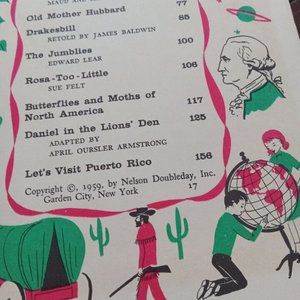 77
Old Mother Hubbard 85
Drakesbill
RETOLD BY JAMES BALDWIN
The Jumblies 100
EDWARD LEAR
Rosa-Too-Little 106
SUE FELT
Butterflies and Moths of
North America 117
Daniel in the Lions' Den 125
ADAPTED BY
APRIL OURSLER ARMSTRONG
Let's Visit Puerto Rico 156
Copyright ©, 1959, by Nelson Doubleday, Inc.
Garden City, New York
17